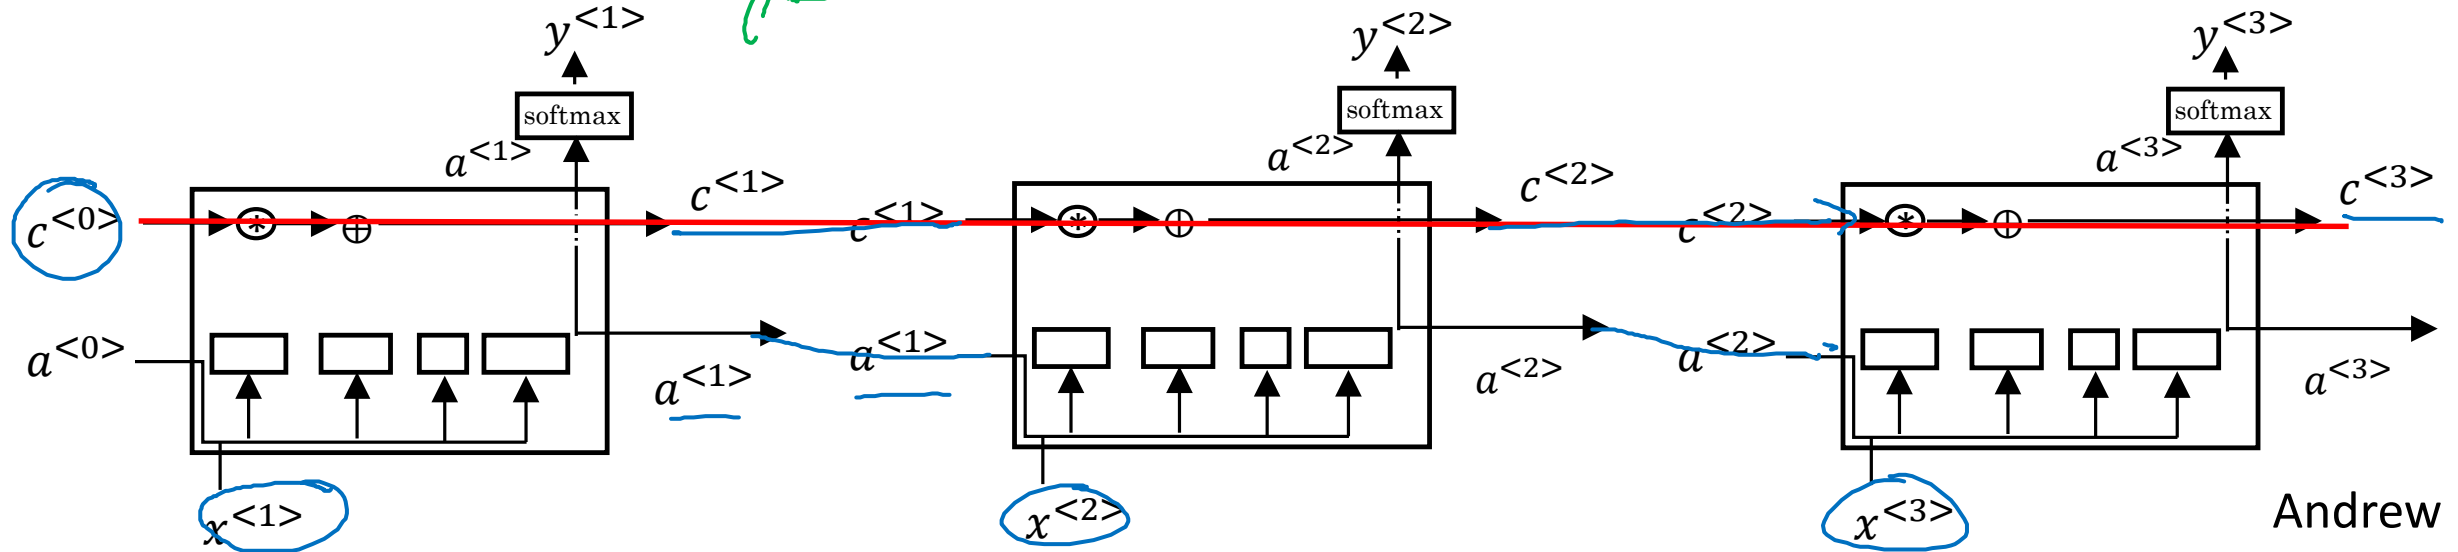 y<1> y<2> y<3>
softmax softmax softmax
a<1> a<2> a<3>
c<0> c<1> c<1> c<2> c<2> c<3>
a<0> a<1> a<1> a<2> a<2> a<3>
x<1> x<2> x<3>
Andrew